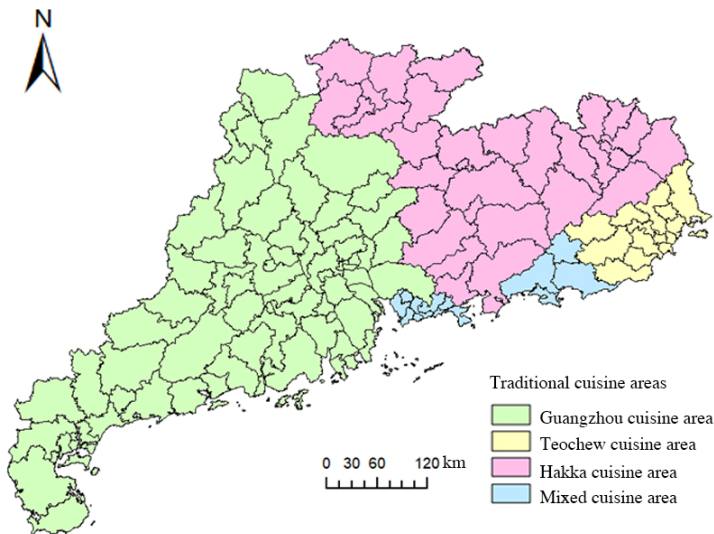 N
Traditional cuisine areas
Guangzhou cuisine area
Teochew cuisine area
Hakka cuisine area
Mixed cuisine area
0 30 60 120 km